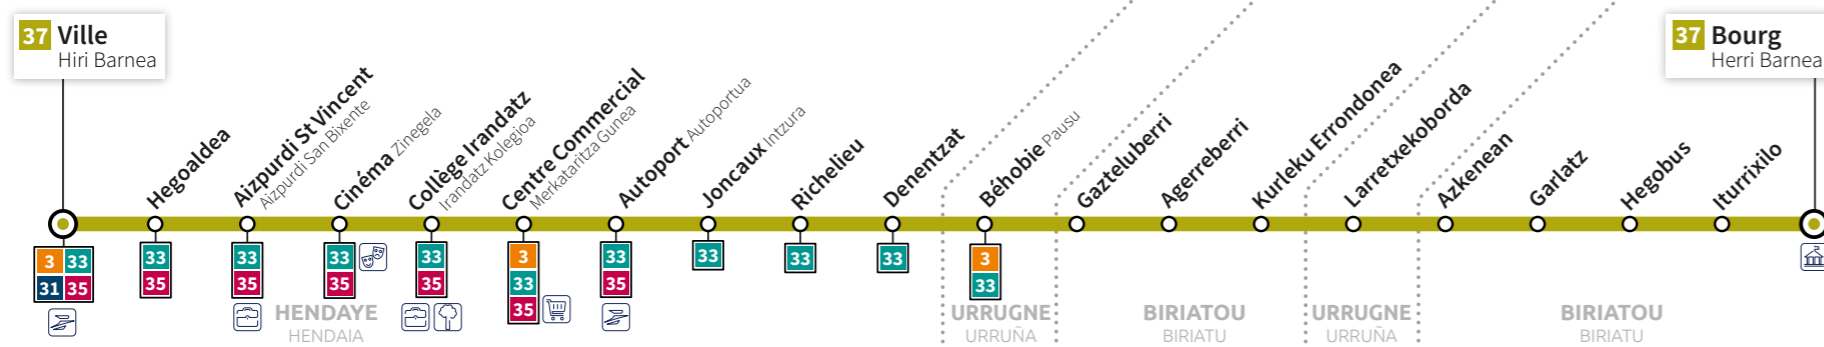 37 Ville
Hiri Barnea
Hegoaldea
Aizpurdi St Vincent
Aizpurdi San Bixente
Cinéma Zinegela
Collège Irandatz
Irandatz Kolegioa
Centre Commercial
Merkataritza Gunea
Autoport Autoportua
Joncaux Intzura
Richelieu
Denentzat
Béhobie Pausu
Gazteluberri
Agerreberri
Kurleku Errondonea
Larretxekoborda
Azkenean
Garlatz
Hegobus
Iturrixilo
37 Bourg
Herri Barnea
3 33
31 35
33
35
33
35
33
35
33
35
3
33
35
33
35
33
33
33
3
33
HENDAYE
HENDAIA
URRUGNE
URRUÑA
BIRIATOU
BIRIATU
URRUGNE
URRUÑA
BIRIATOU
BIRIATU